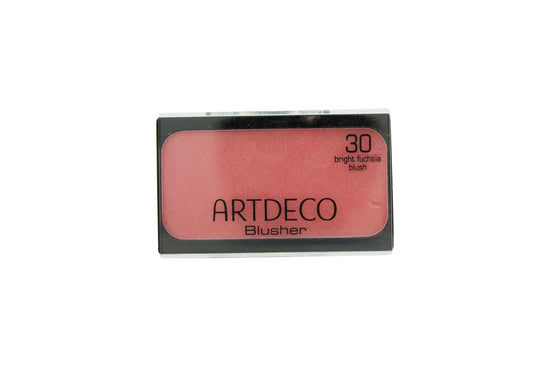 30
bright fuchsia
blush
ARTDECO
Blusher